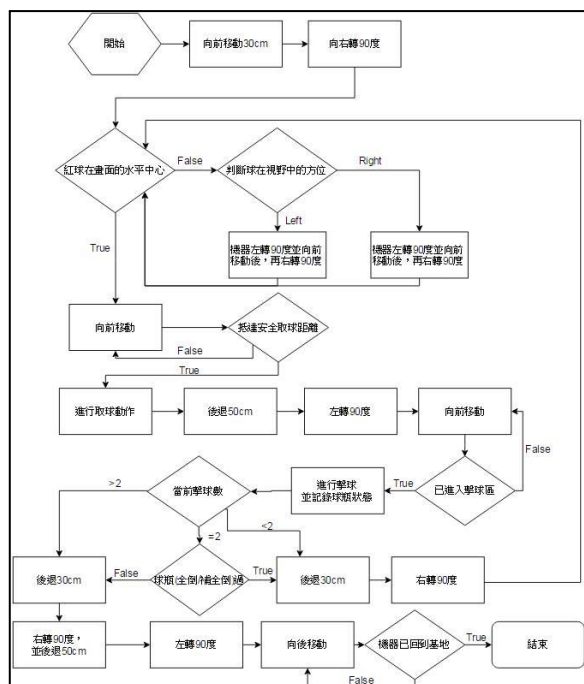 開始
向前移動30cm
向右轉90度
紅球在畫面的水平中心
False
判斷球在視野中的方位
Right
Left
True
機器左轉90度並向前
移動後，再右轉90度
機器左轉90度並向前
移動後，再右轉90度
向前移動
抵達安全取球距離
False
True
進行取球動作
後退50cm
左轉90度
向前移動
False
已進入擊球區
True
進行擊球
並記錄球瓶狀態
當前擊球數
>2
=2
<2
後退30cm
False
球瓶(全倒/補全倒)過
True
後退30cm
右轉90度
右轉90度，
並後退50cm
左轉90度
向後移動
機器已回到基地
True
結束
False